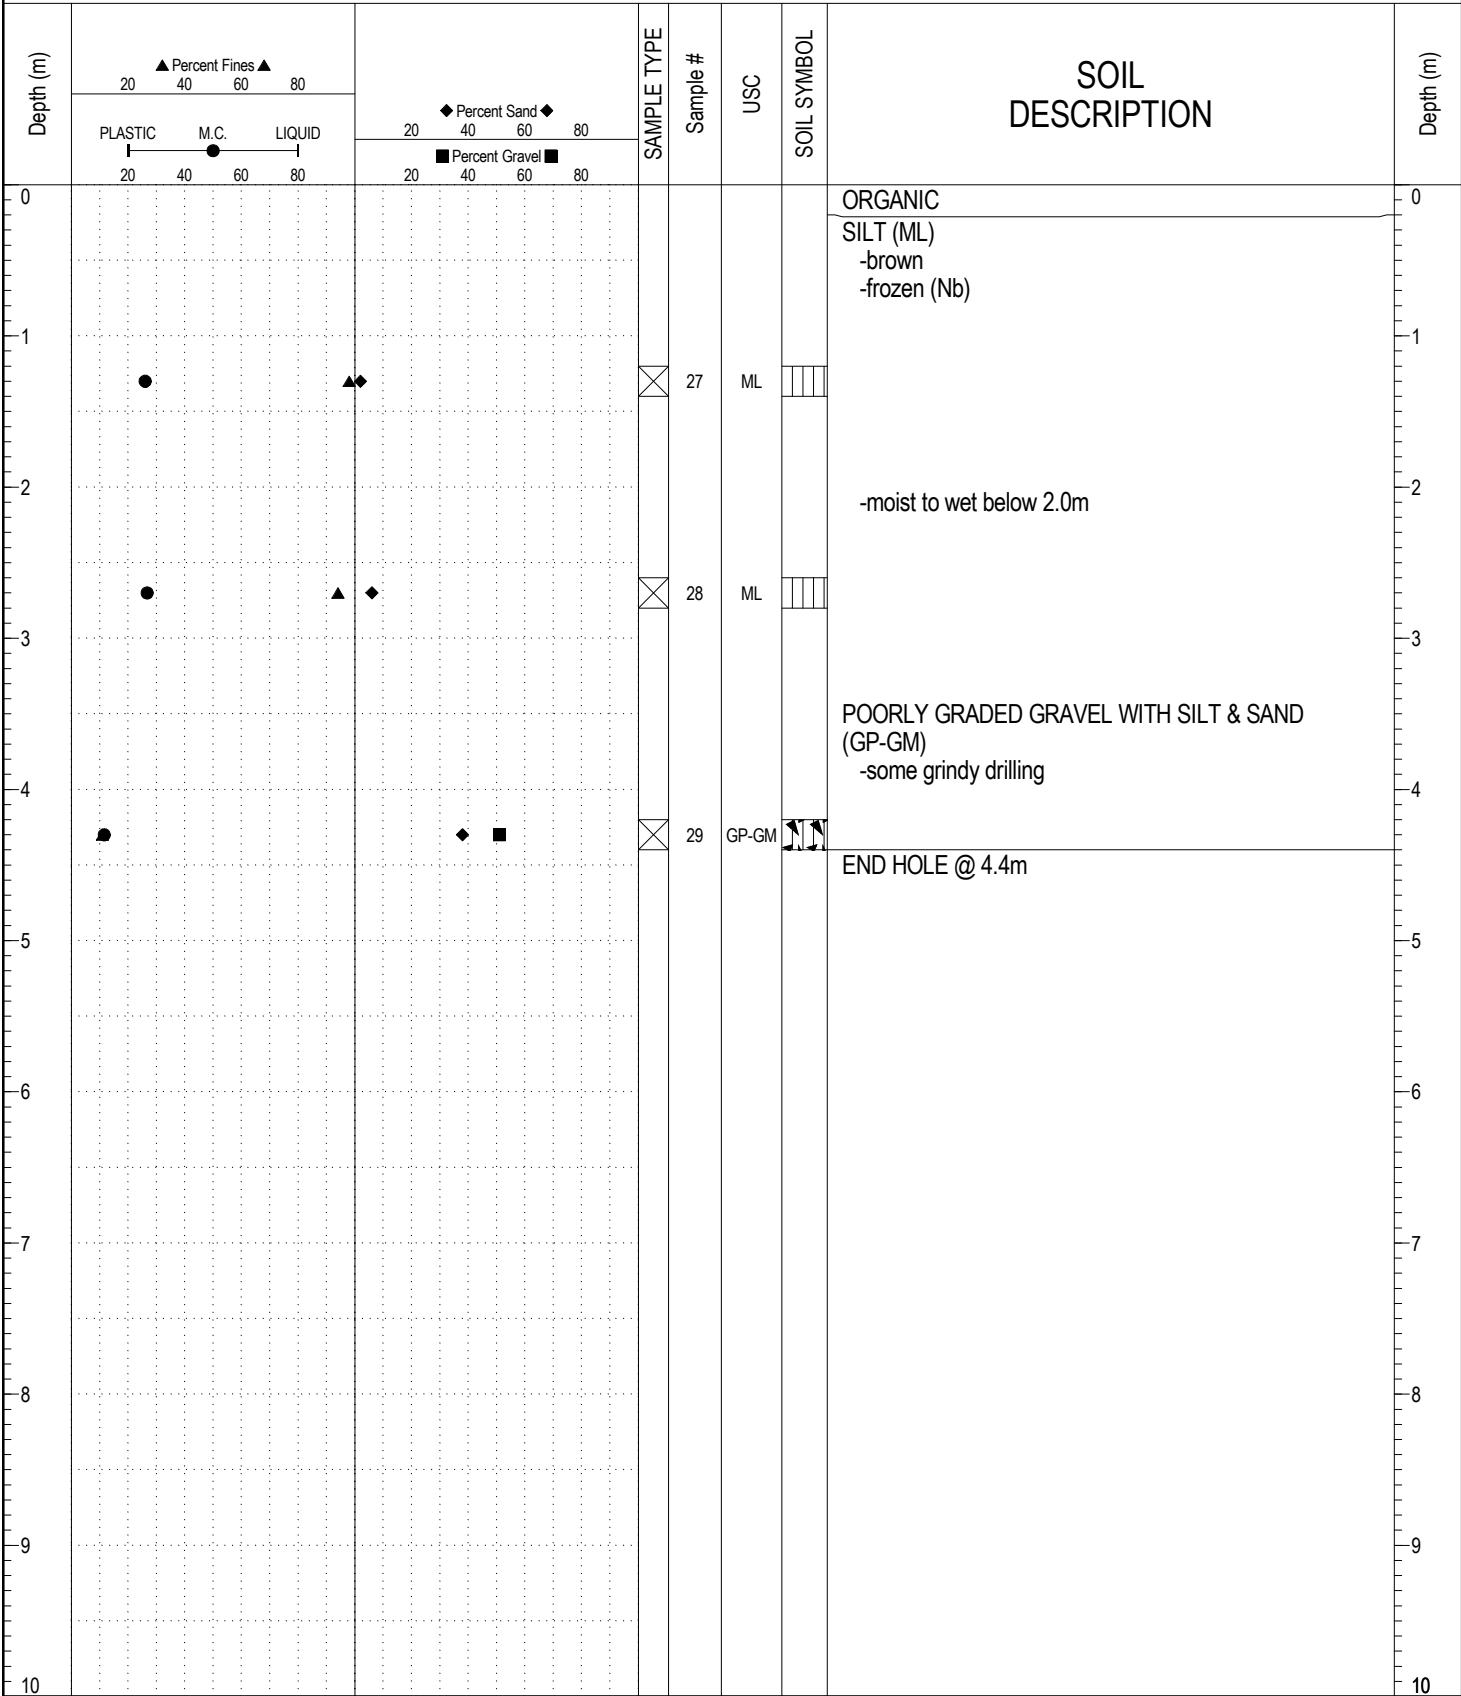 Depth (m)
▲ Percent Fines ▲
20 40 60 80
PLASTIC M.C. LIQUID
20 40 60 80
◆ Percent Sand ◆
20 40 60 80
■ Percent Gravel ■
20 40 60 80
SAMPLE TYPE
Sample #
USC
SOIL SYMBOL
SOIL
DESCRIPTION
Depth (m)
0 ORGANIC 0
SILT (ML)
-brown
-frozen (Nb)
1 1
27 ML
2 2
-moist to wet below 2.0m
28 ML
3 3
POORLY GRADED GRAVEL WITH SILT & SAND
(GP-GM)
-some grindy drilling
4 4
29 GP-GM
END HOLE @ 4.4m
5 5
6 6
7 7
8 8
9 9
10 10